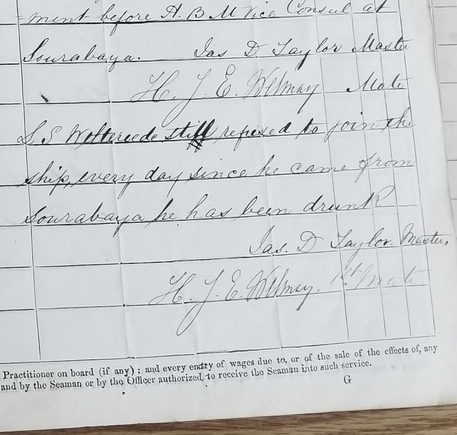 ment before H. B. M Vice Consul at
Sourabaya. Jas D. Taylor Master
H. J. E. Mate
L. S still refused to join the
ship, every day since he came from
Sourabaya he has been drunk
Jas. D Taylor. Master,
H. J. E. 1st Mate
Practitioner on board (if any): and every entry of wages due to, or of the sale of the effects of, any
and by the Seaman or by the Officer authorized, to receive the Seaman into such service.
G